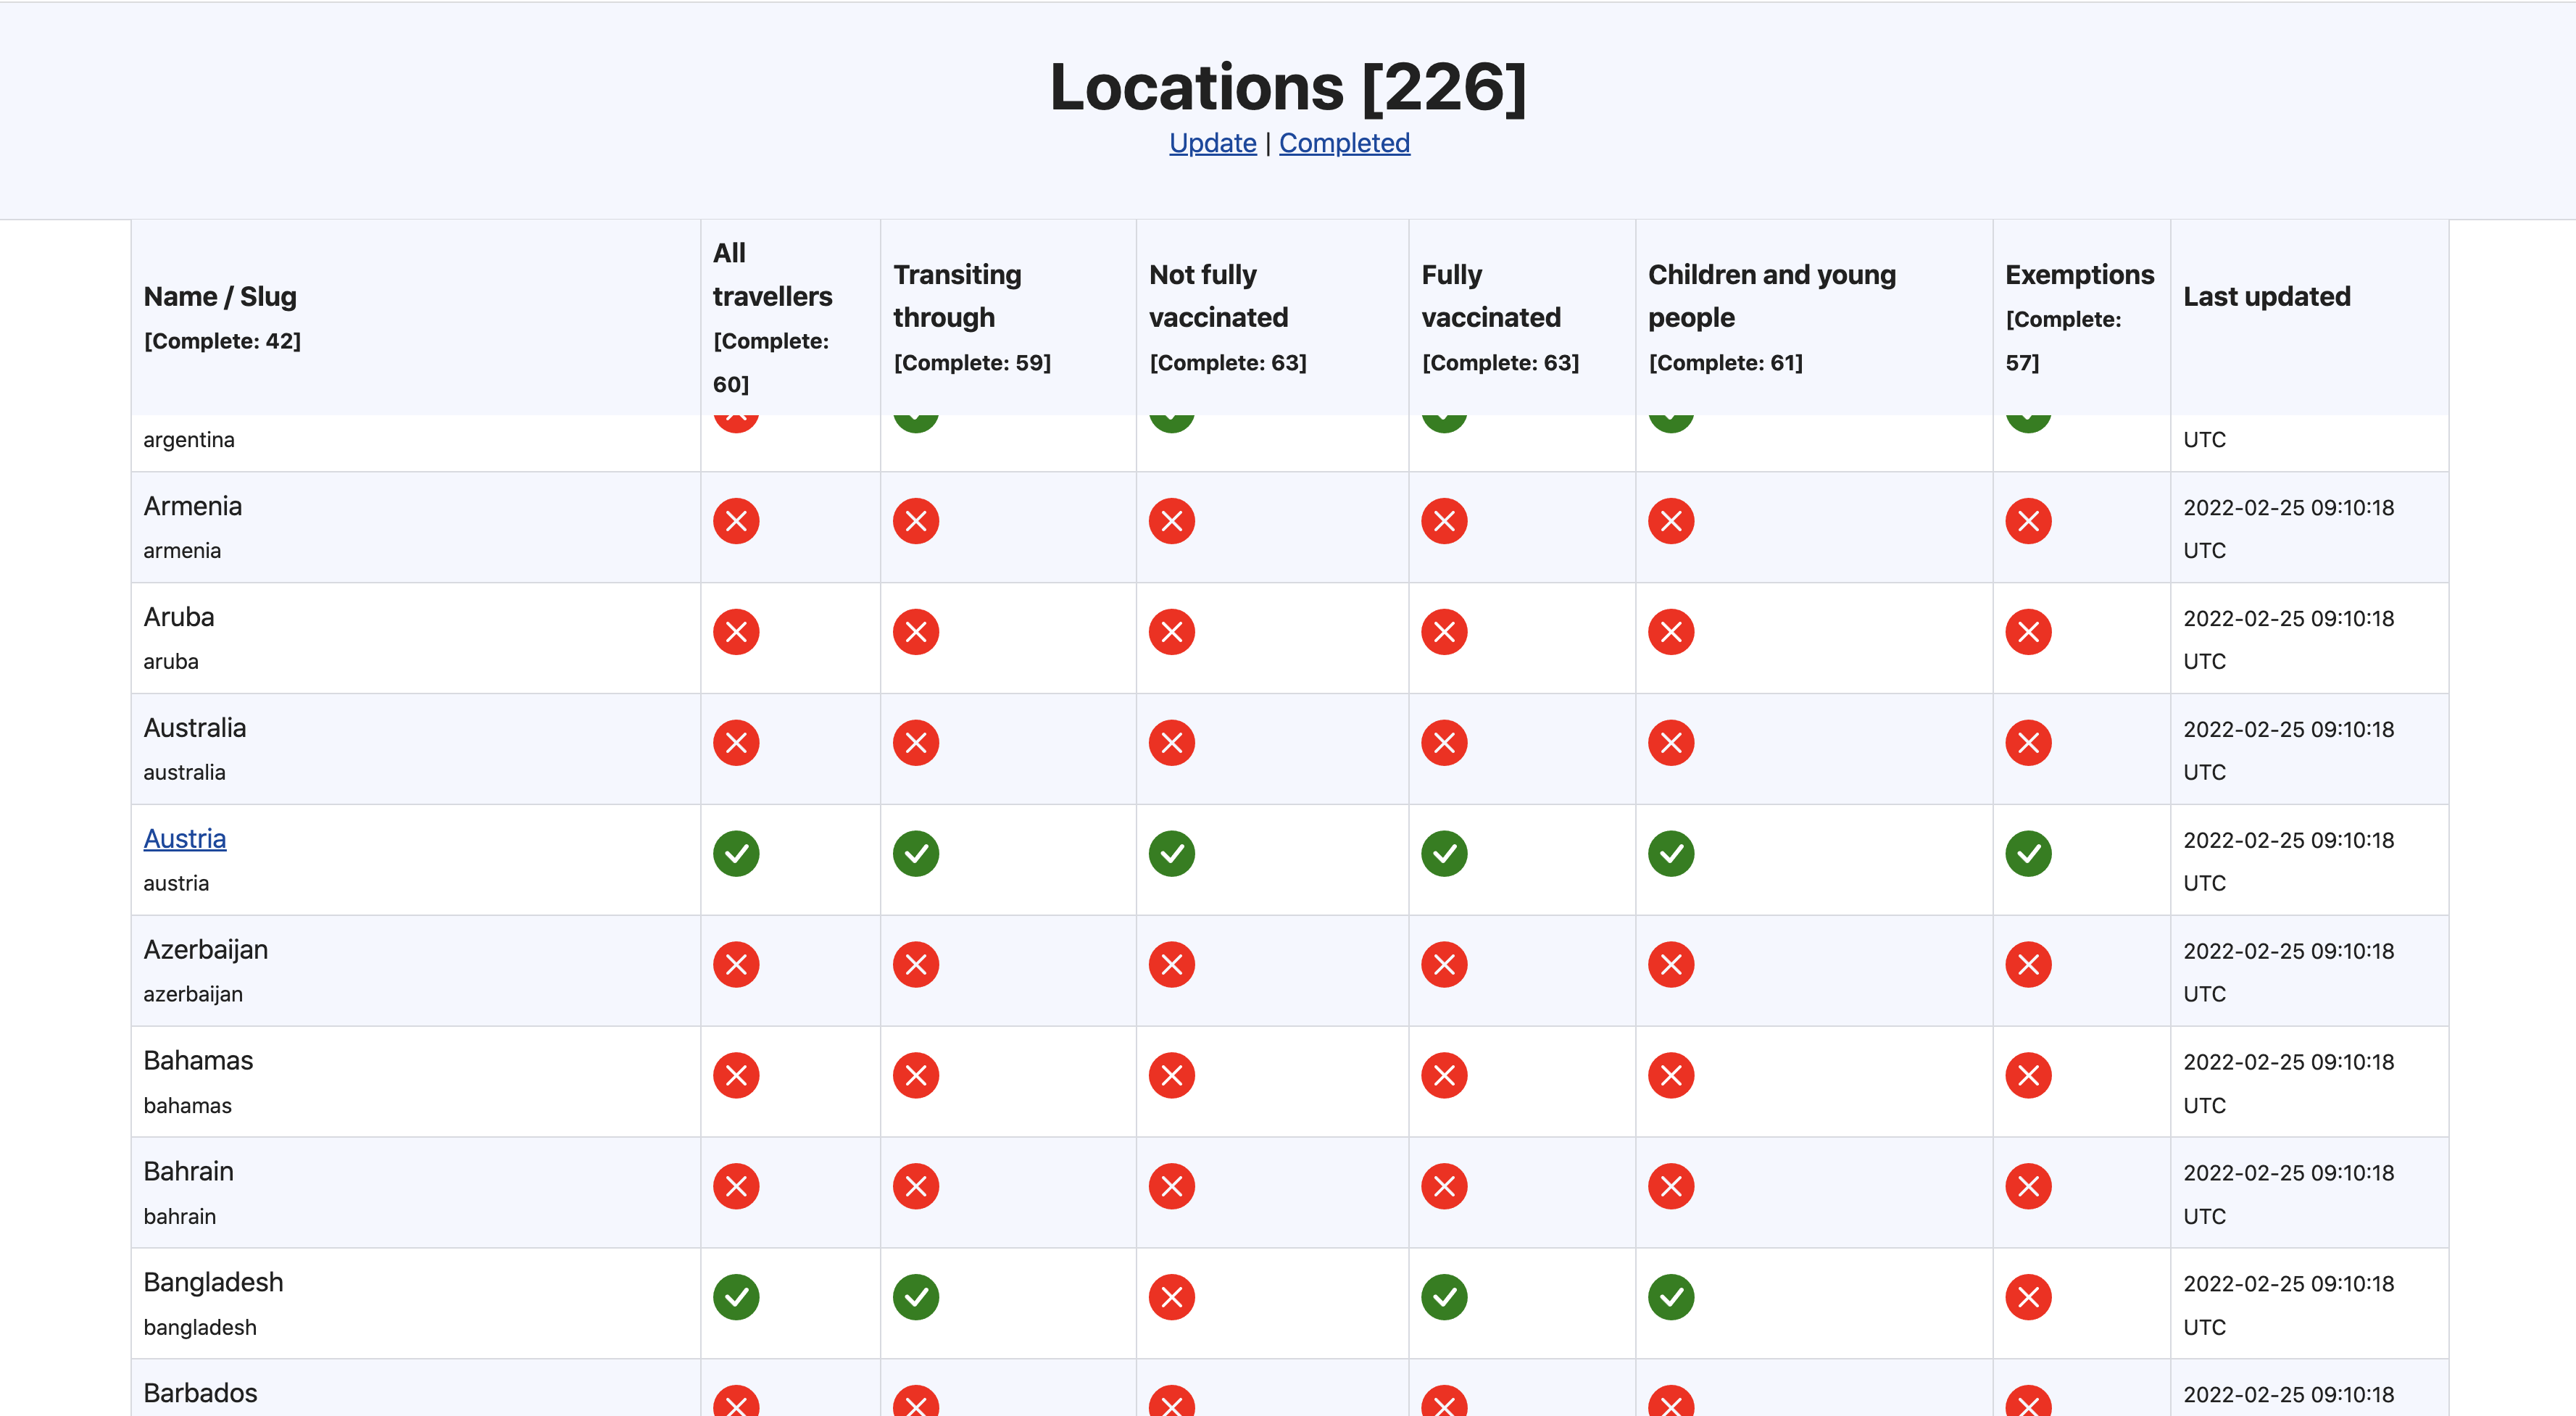 Locations [226]
Update | Completed
Name / Slug
[Complete: 42]
All
travellers
[Complete:
60]
Transiting
through
[Complete: 59]
Not fully
vaccinated
[Complete: 63]
Fully
vaccinated
[Complete: 63]
Children and young
people
[Complete: 61]
Exemptions
[Complete:
57]
Last updated
argentina
UTC
Armenia
armenia
2022-02-25 09:10:18
UTC
Aruba
aruba
2022-02-25 09:10:18
UTC
Australia
australia
2022-02-25 09:10:18
UTC
Austria
austria
2022-02-25 09:10:18
UTC
Azerbaijan
azerbaijan
2022-02-25 09:10:18
UTC
Bahamas
bahamas
2022-02-25 09:10:18
UTC
Bahrain
bahrain
2022-02-25 09:10:18
UTC
Bangladesh
bangladesh
2022-02-25 09:10:18
UTC
Barbados
2022-02-25 09:10:18